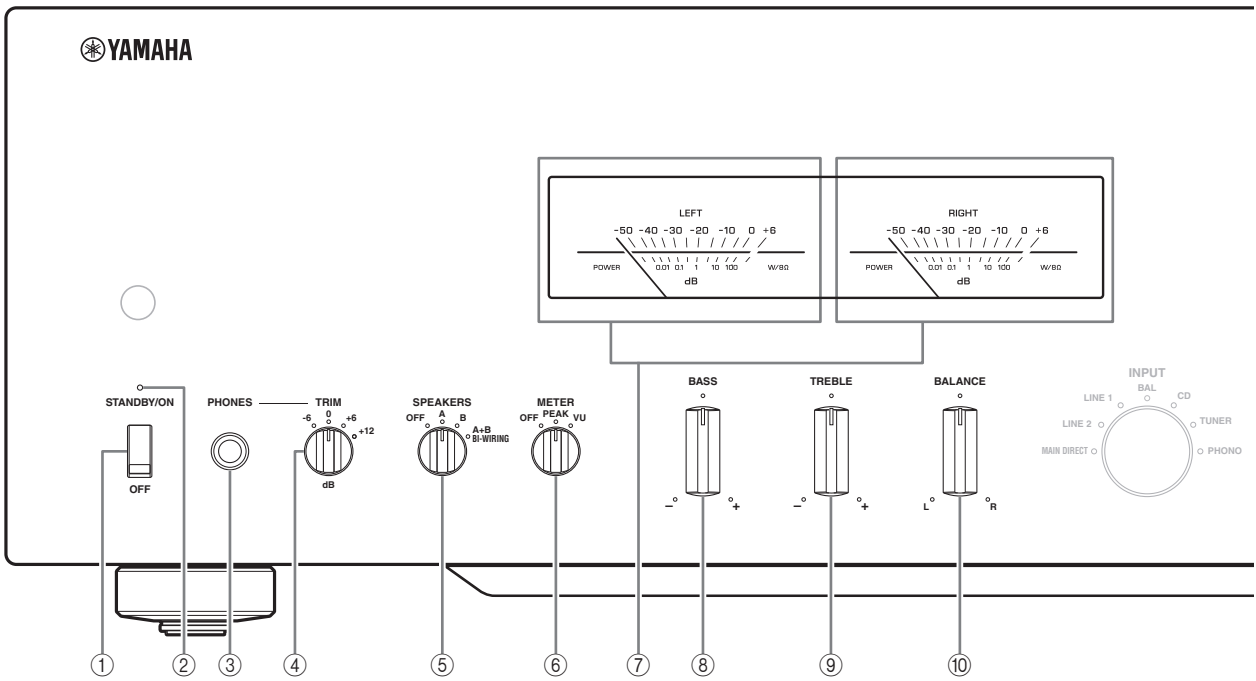 YAMAHA
LEFT
-50 -40 -30 -20 -10 0 +6
POWER 0.01 0.1 1 10 100 W/8Ω
dB
RIGHT
-50 -40 -30 -20 -10 0 +6
POWER 0.01 0.1 1 10 100 W/8Ω
dB
STANDBY/ON
OFF
PHONES
TRIM
-6 0 +6 +12
dB
SPEAKERS
OFF A B A+B
BI-WIRING
METER
OFF PEAK VU
BASS
– +
TREBLE
– +
BALANCE
L R
INPUT
BAL
LINE 1 CD
LINE 2 TUNER
MAIN DIRECT PHONO
① ② ③ ④ ⑤ ⑥ ⑦ ⑧ ⑨ ⑩